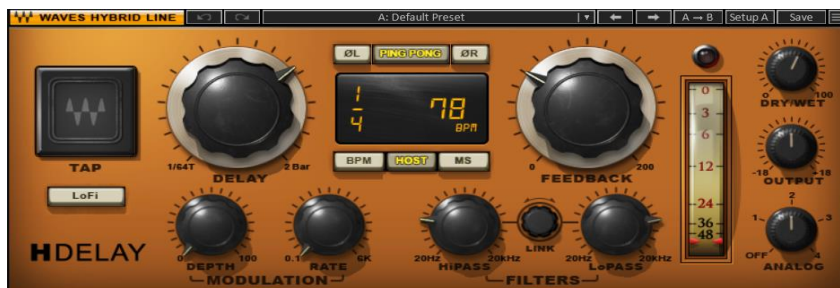 WAVES HYBRID LINE
A: Default Preset
A → B
Setup A
Save
ØL
PING PONG
ØR
1/4
78
BPM
BPM
HOST
MS
TAP
LoFi
1/64T
2 Bar
DELAY
0
200
FEEDBACK
0
3
6
12
24
36
48
0
100
DRY/WET
-18
+18
OUTPUT
OFF
1
2
3
4
ANALOG
H DELAY
0
100
DEPTH
0.1
6K
RATE
MODULATION
20Hz
20kHz
HiPASS
LINK
20Hz
20kHz
LoPASS
FILTERS